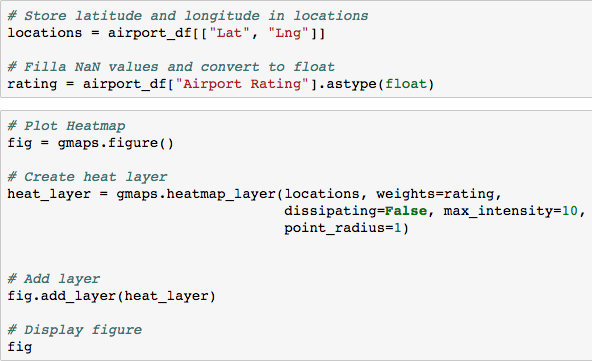 # Store latitude and longitude in locations
locations = airport_df[["Lat", "Lng"]]
# Filla NaN values and convert to float
rating = airport_df["Airport Rating"].astype(float)
# Plot Heatmap
fig = gmaps.figure()
# Create heat layer
heat_layer = gmaps.heatmap_layer(locations, weights=rating,
dissipating=False, max_intensity=10,
point_radius=1)
# Add layer
fig.add_layer(heat_layer)
# Display figure
fig